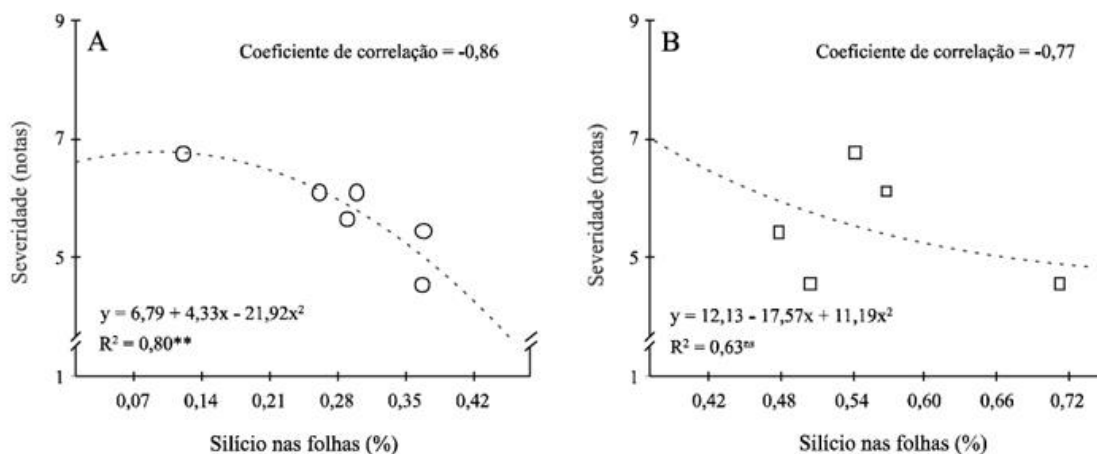 A
Coeficiente de correlação = -0,86
Severidade (notas)
9
7
5
1
y = 6,79 + 4,33x - 21,92x²
R² = 0,80**
0,07 0,14 0,21 0,28 0,35 0,42
Silício nas folhas (%)
B
Coeficiente de correlação = -0,77
Severidade (notas)
9
7
5
1
y = 12,13 - 17,57x + 11,19x²
R² = 0,63ⁿˢ
0,42 0,48 0,54 0,60 0,66 0,72
Silício nas folhas (%)